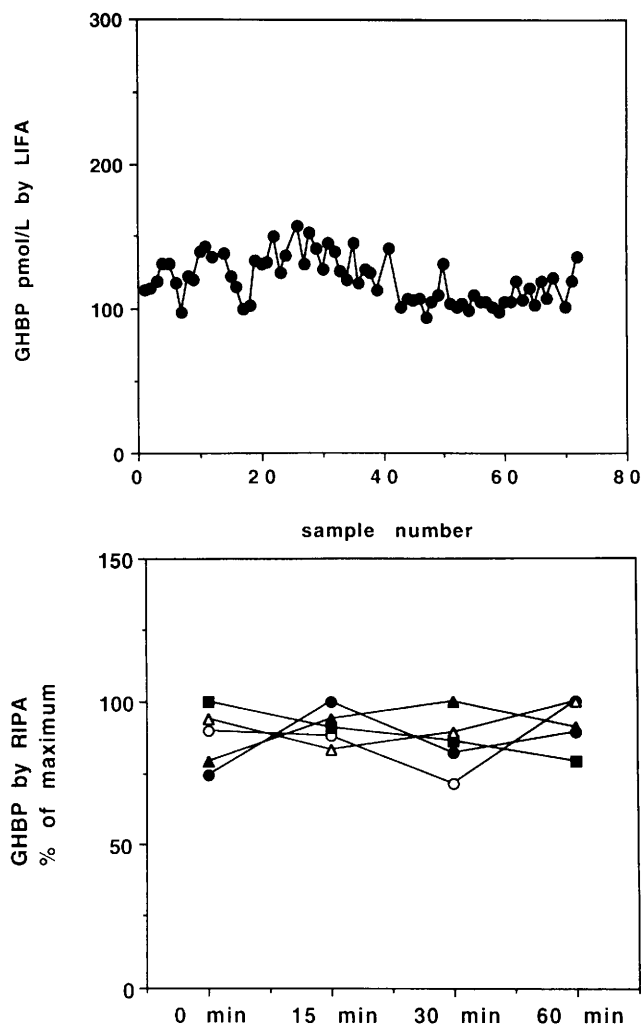 300
200
100
0
GHBP pmol/L by LIFA
0 20 40 60 80
sample number
150
100
50
0
GHBP by RIPA
% of maximum
0 min 15 min 30 min 60 min